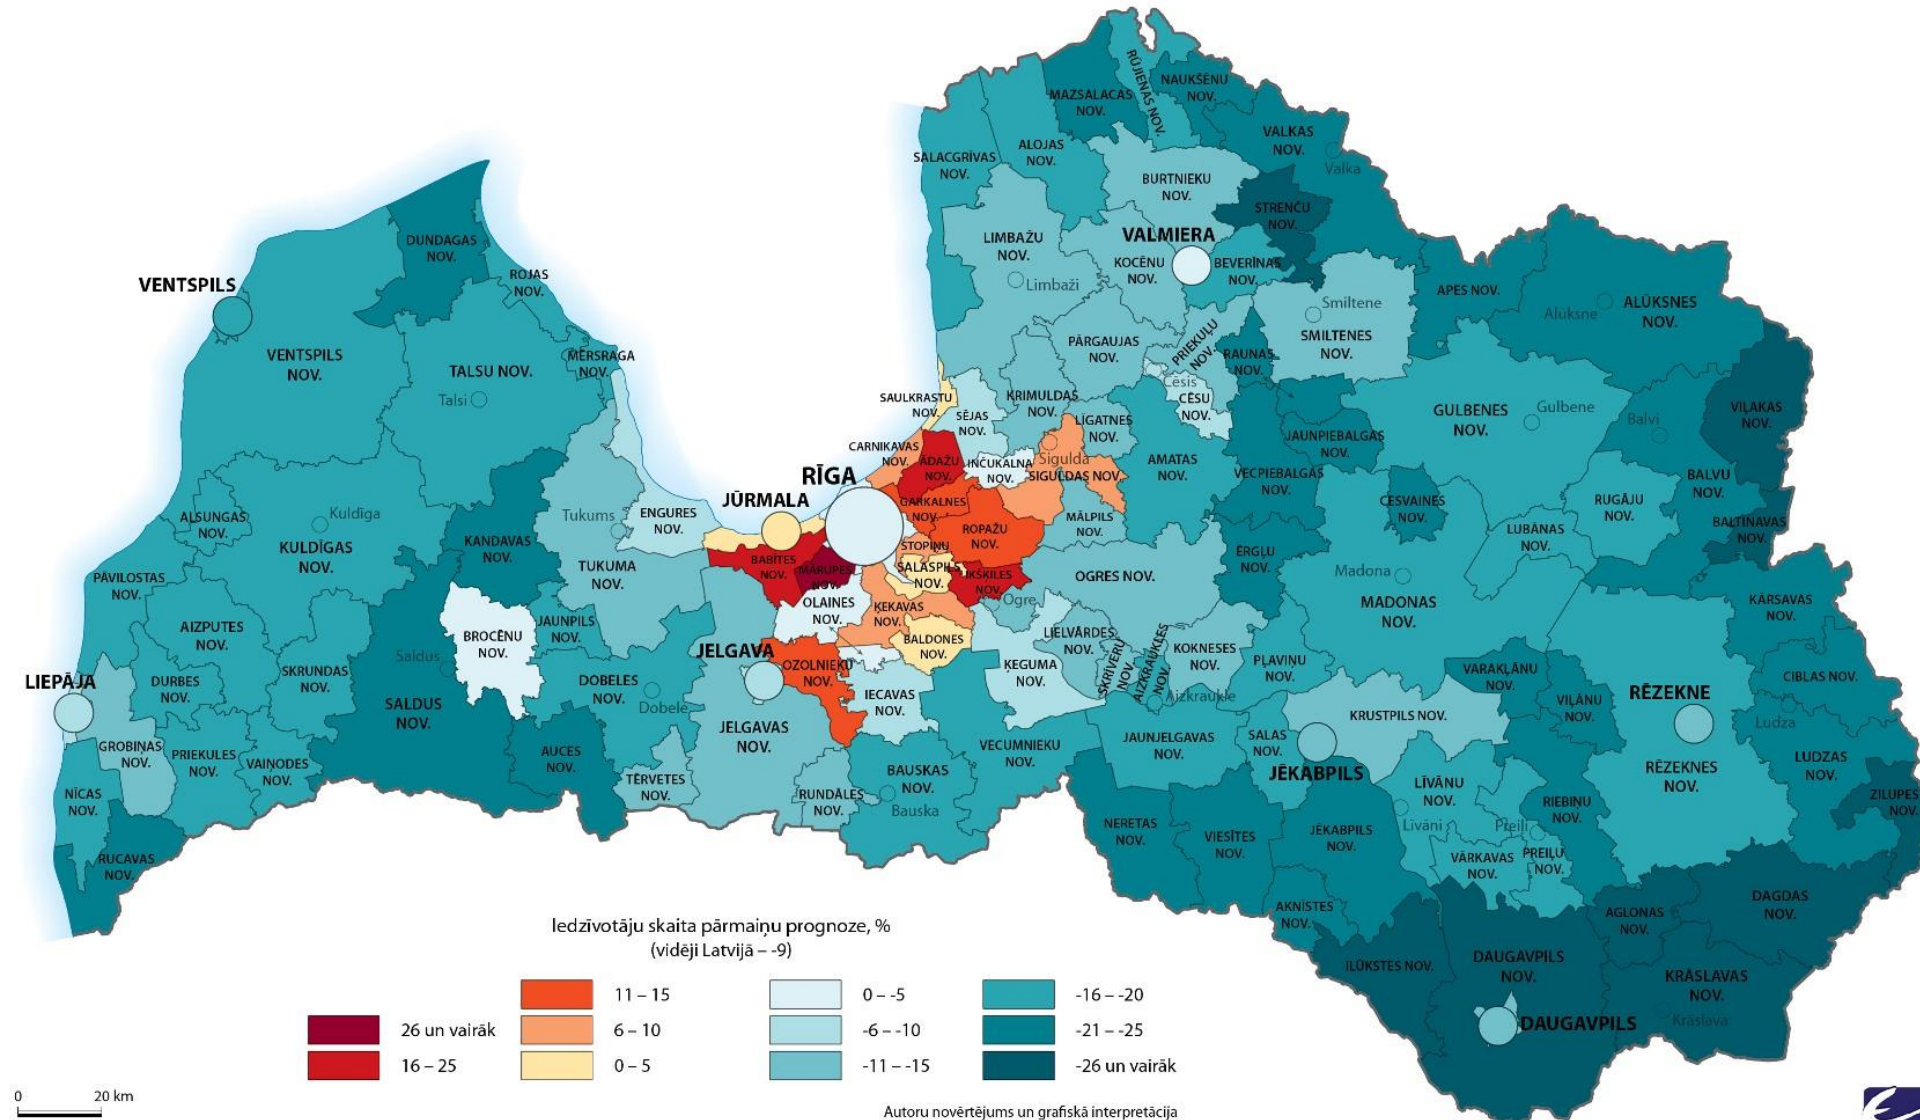 MAZSALACAS
NOV.
RŪJIENAS NOV.
NAUKŠĒNU
NOV.
VALKAS
NOV.
Valka
SALACGRĪVAS
NOV.
ALOJAS
NOV.
BURTNIEKU
NOV.
STRENČU
NOV.
LIMBAŽU
NOV.
Limbaži
VALMIERA
KOCĒNU
NOV.
BEVERĪNAS
NOV.
DUNDAGAS
NOV.
ROJAS
NOV.
VENTSPILS
VENTSPILS
NOV.
TALSU NOV.
Talsi
MĒRSRAGA
NOV.
Smiltene
SMILTENES
NOV.
APES NOV.
Alūksne
ALŪKSNES
NOV.
PĀRGAUJAS
NOV.
PRIEKUĻU
NOV.
RAUNAS
NOV.
Cēsis
CĒSU
NOV.
SAULKRASTU
NOV.
SĒJAS
NOV.
KRIMULDAS
NOV.
LĪGATNES
NOV.
GULBENES
NOV.
Gulbene
Balvi
VIĻAKAS
NOV.
JAUNPIEBALGAS
NOV.
CARNIKAVAS
NOV.
ĀDAŽU
NOV.
INČUKALNA
NOV.
Sigulda
SIGULDAS NOV.
AMATAS
NOV.
VECPIEBALGAS
NOV.
CESVAINES
NOV.
RUGĀJU
NOV.
BALVU
NOV.
BALTINAVAS
NOV.
RĪGA
JŪRMALA
GARKALNES
NOV.
ROPAŽU
NOV.
MĀLPILS
NOV.
LUBĀNAS
NOV.
ALSUNGAS
NOV.
Kuldīga
KULDĪGAS
NOV.
KANDAVAS
NOV.
Tukums
ENGURES
NOV.
TUKUMA
NOV.
BABĪTES
NOV.
MĀRUPES
NOV.
STOPIŅU
SALASPILS
NOV.
IKŠĶILES
NOV.
Ogre
OGRES NOV.
ĒRGĻU
NOV.
Madona
MADONAS
NOV.
KĀRSAVAS
NOV.
PĀVILOSTAS
NOV.
AIZPUTES
NOV.
BROCĒNU
NOV.
JAUNPILS
NOV.
OLAINES
NOV.
ĶEKAVAS
NOV.
BALDONES
NOV.
LIELVĀRDES
NOV.
SKRĪVERU
NOV.
AIZKRAUKLES
NOV.
Aizkraukle
KOKNESES
NOV.
PĻAVIŅU
NOV.
VARAKĻĀNU
NOV.
CIBLAS NOV.
Saldus
SALDUS
NOV.
LIEPĀJA
DURBES
NOV.
SKRUNDAS
NOV.
DOBELES
NOV.
Dobele
JELGAVA
OZOLNIEKU
NOV.
ĶEGUMA
NOV.
IECAVAS
NOV.
KRUSTPILS NOV.
VIĻĀNU
NOV.
RĒZEKNE
Ludza
GROBIŅAS
NOV.
PRIEKULES
NOV.
VAIŅODES
NOV.
AUCES
NOV.
JELGAVAS
NOV.
VECUMNIEKU
NOV.
JAUNJELGAVAS
NOV.
SALAS
NOV.
JĒKABPILS
RĒZEKNES
NOV.
LUDZAS
NOV.
ZILUPES
NOV.
NĪCAS
NOV.
TĒRVETES
NOV.
RUNDĀLES
NOV.
BAUSKAS
NOV.
Bauska
LĪVĀNU
NOV.
Līvāni
Preiļi
RIEBIŅU
NOV.
RUCAVAS
NOV.
NERETAS
NOV.
VIESĪTES
NOV.
JĒKABPILS
NOV.
VĀRKAVAS
NOV.
PREIĻU
NOV.
AKNĪSTES
NOV.
DAGDAS
NOV.
AGLONAS
NOV.
ILŪKSTES NOV.
DAUGAVPILS
NOV.
KRĀSLAVAS
NOV.
Krāslava
DAUGAVPILS
Iedzīvotāju skaita pārmaiņu prognoze, %
(vidēji Latvijā – -9)
26 un vairāk
16 – 25
11 – 15
6 – 10
0 – 5
0 – -5
-6 – -10
-11 – -15
-16 – -20
-21 – -25
-26 un vairāk
0 20 km
Autoru novērtējums un grafiskā interpretācija